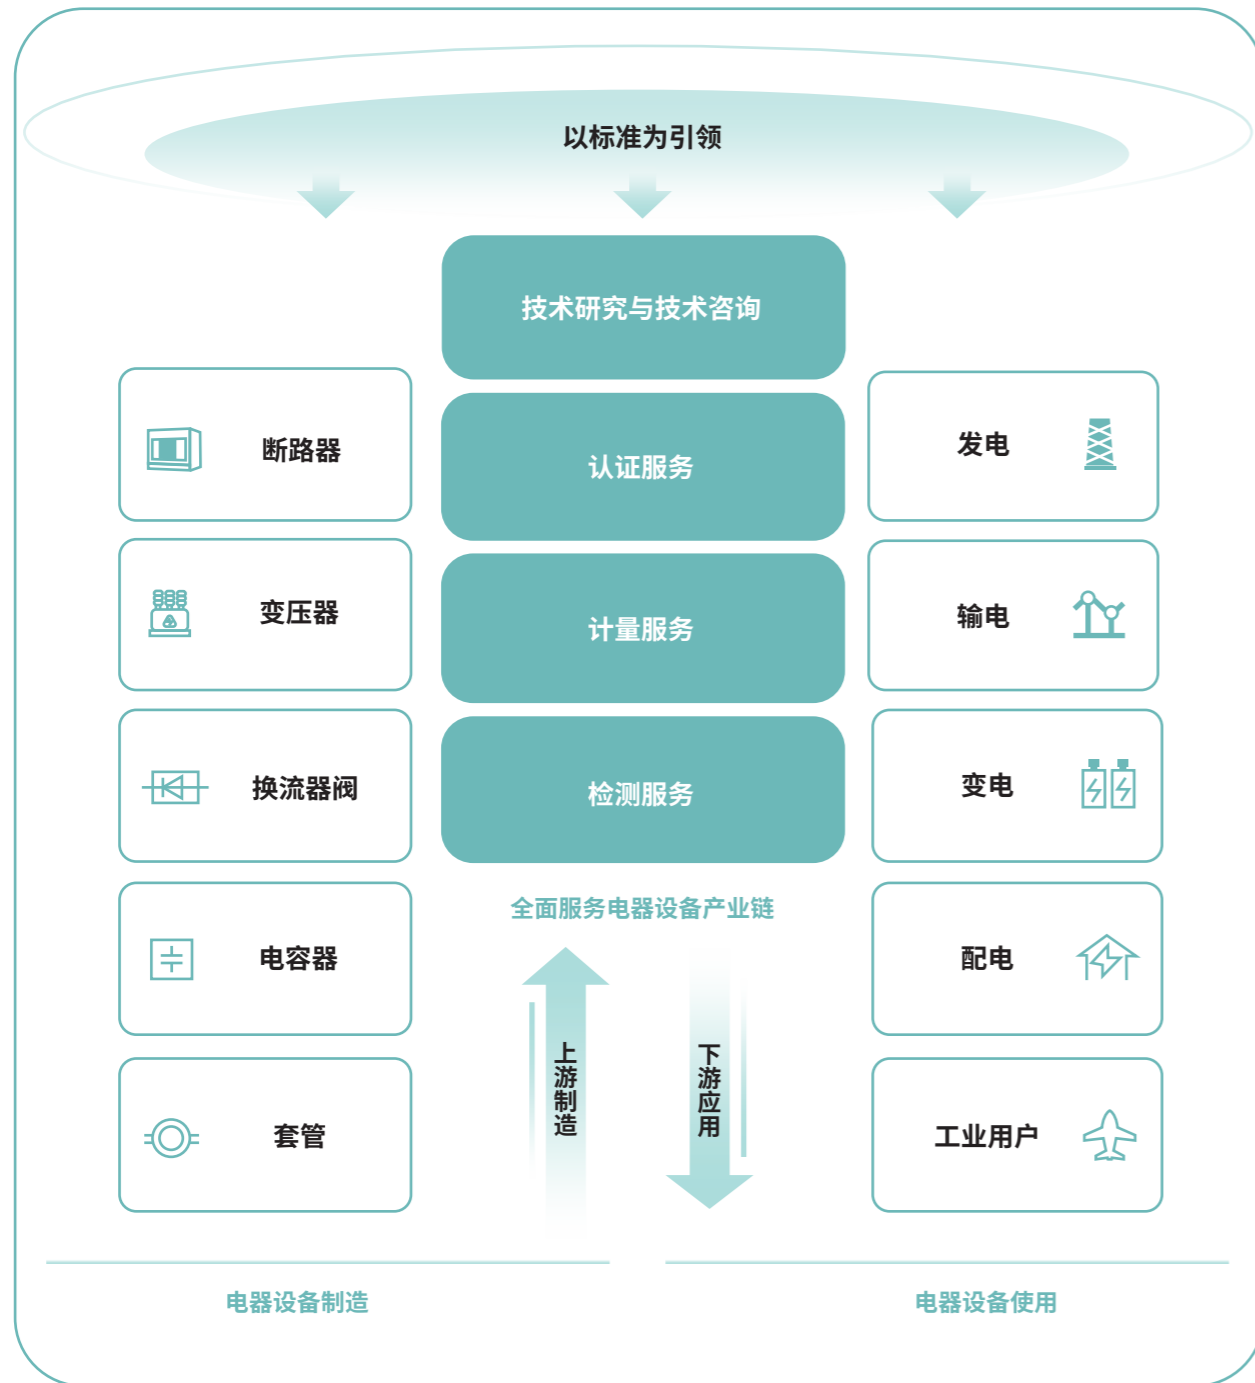 以标准为引领
技术研究与技术咨询
认证服务
计量服务
检测服务
断路器
变压器
换流器阀
电容器
套管
发电
输电
变电
配电
工业用户
全面服务电器设备产业链
上游制造
下游应用
电器设备制造
电器设备使用